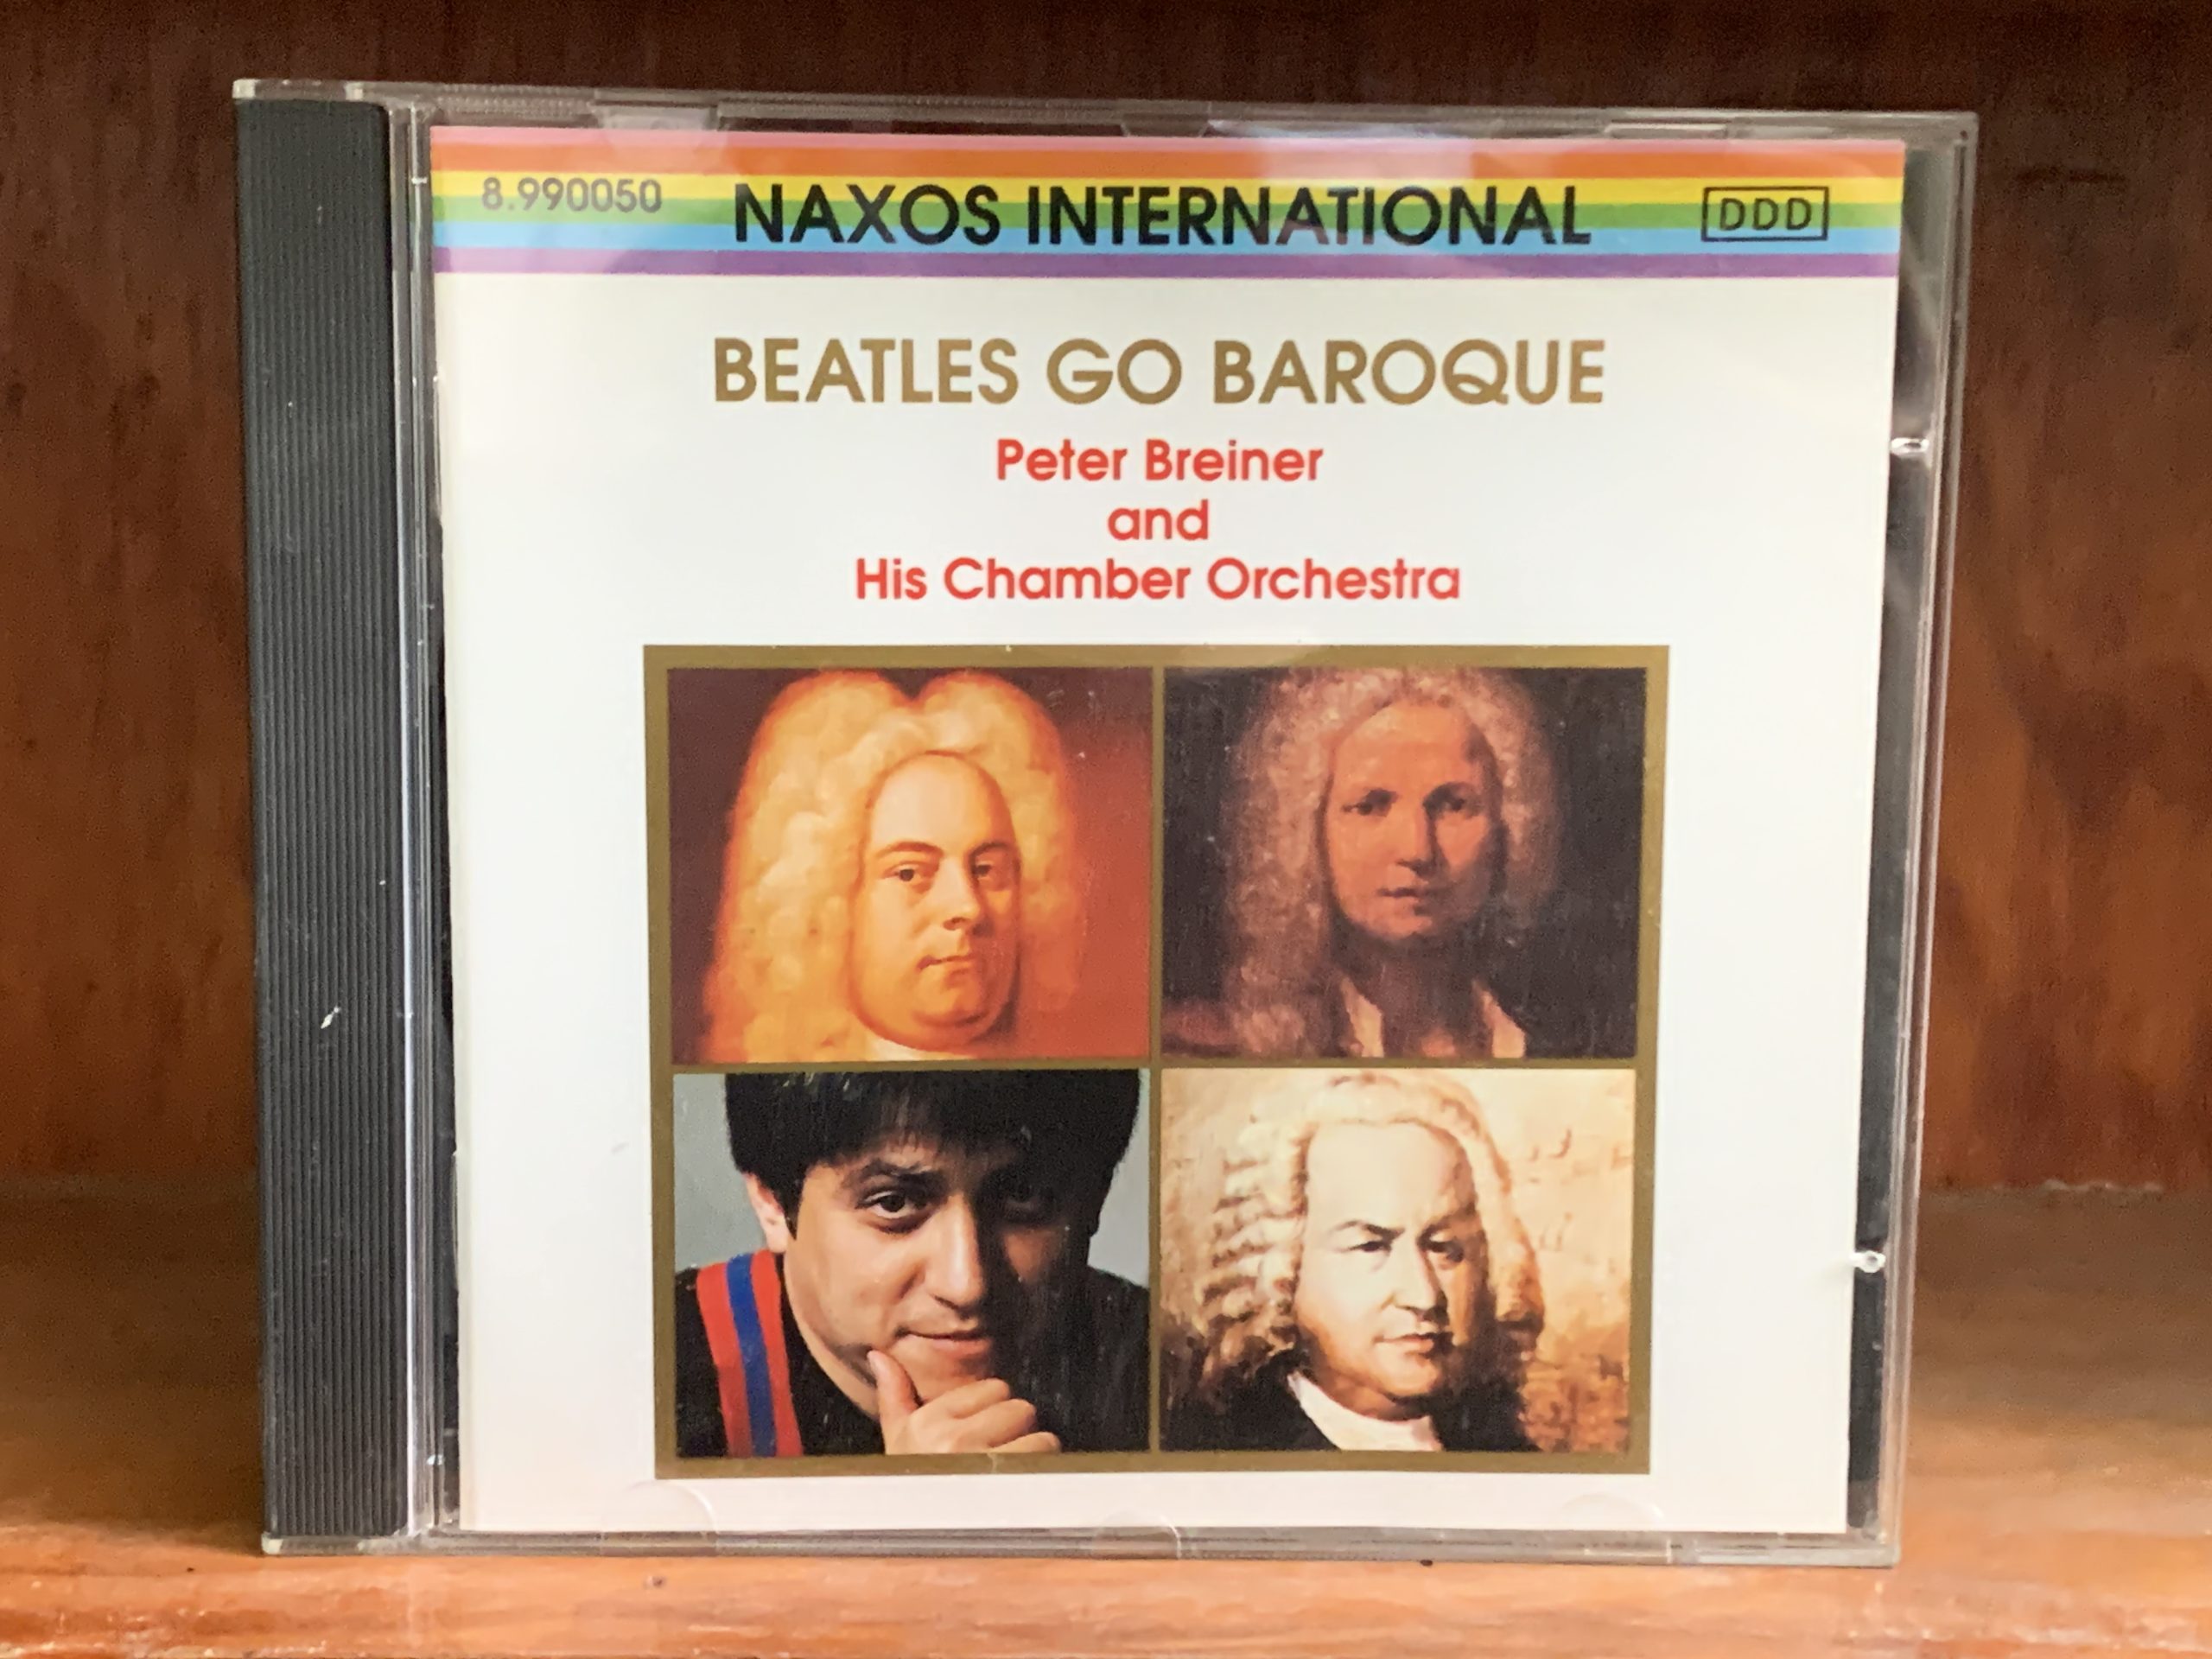 8.990050 NAXOS INTERNATIONAL DDD
BEATLES GO BAROQUE
Peter Breiner
and
His Chamber Orchestra